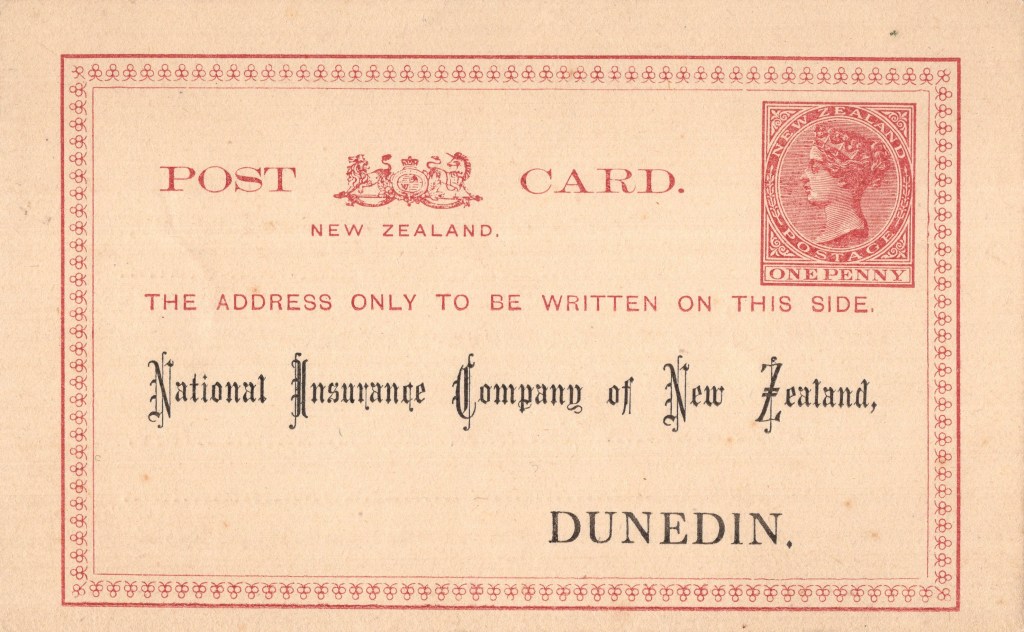 POST CARD.
NEW ZEALAND.
NEW ZEALAND
POSTAGE
ONE PENNY
THE ADDRESS ONLY TO BE WRITTEN ON THIS SIDE.
National Insurance Company of New Zealand,
DUNEDIN.